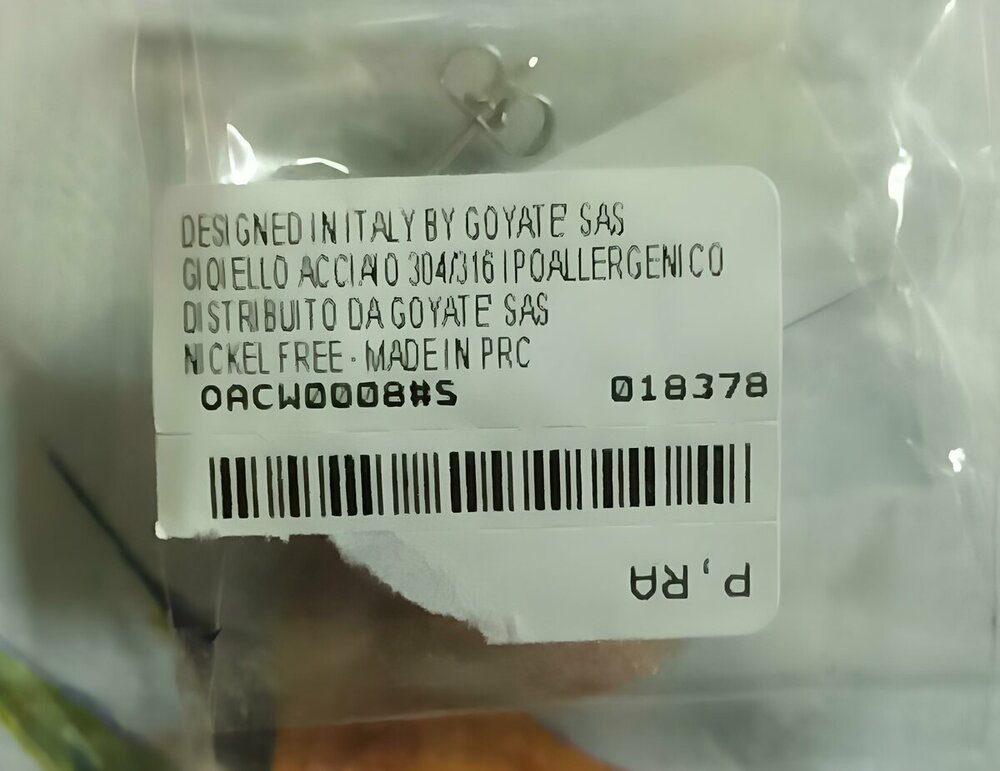 DESIGNED IN ITALY BY GOYATE' SAS
GIOIELLO ACCIAIO 304/316 IPOALLERGENICO
DISTRIBUITO DA GOYATE' SAS
NICKEL FREE - MADE IN PRC
OACW0008#S 018378
P,RA